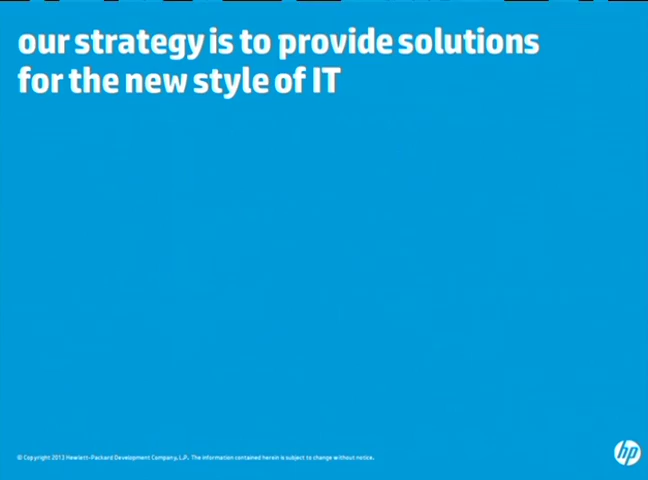 our strategy is to provide solutions
for the new style of IT
© Copyright 2013 Hewlett-Packard Development Company, L.P. The information contained herein is subject to change without notice.
hp